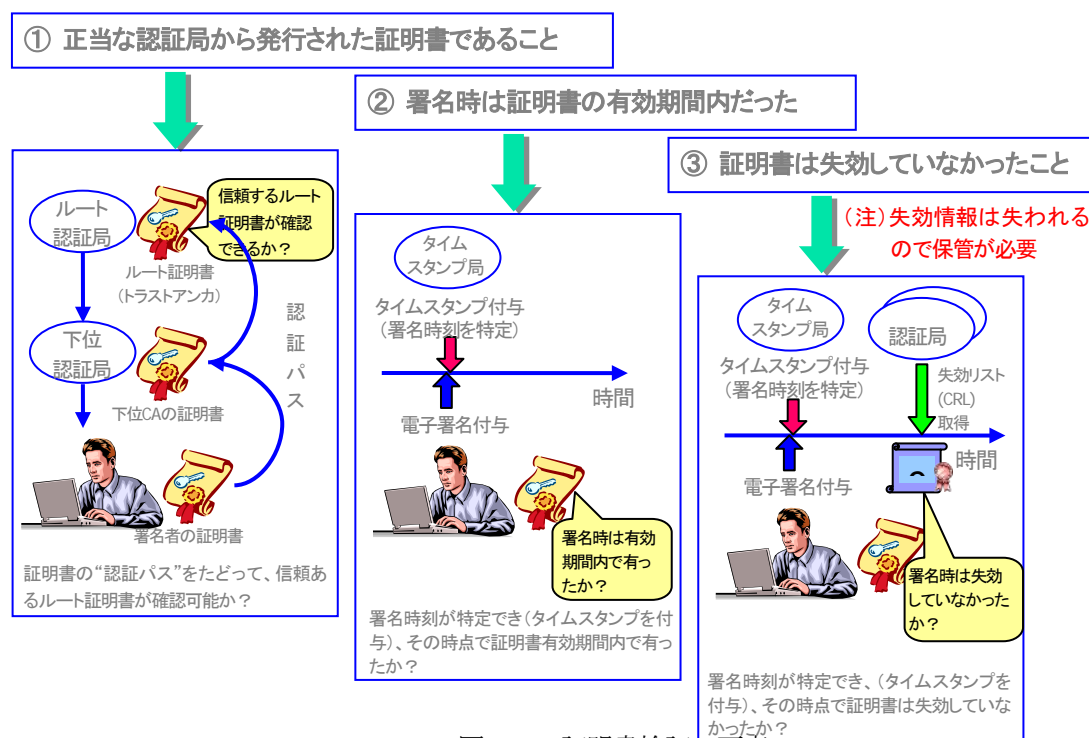 ① 正当な認証局から発行された証明書であること
② 署名時は証明書の有効期間内だった
③ 証明書は失効していなかったこと
(注)失効情報は失われる
ので保管が必要
ルート
認証局
信頼するルート
証明書が確認
できるか?
ルート証明書
(トラストアンカ)
認
証
パ
ス
下位
認証局
下位CAの証明書
署名者の証明書
証明書の“認証パス”をたどって、信頼あ
るルート証明書が確認可能か?
タイム
スタンプ局
タイムスタンプ付与
(署名時刻を特定)
時間
電子署名付与
署名時は有効
期間内で有っ
たか?
署名時刻が特定でき(タイムスタンプを付
与)、その時点で証明書有効期間内で有っ
たか?
タイム
スタンプ局
認証局
タイムスタンプ付与
(署名時刻を特定)
失効リスト
(CRL)
取得
時間
電子署名付与
署名時は失効
していなかった
か?
署名時刻が特定でき、(タイムスタンプを
付与)、その時点で証明書は失効していな
かったか?